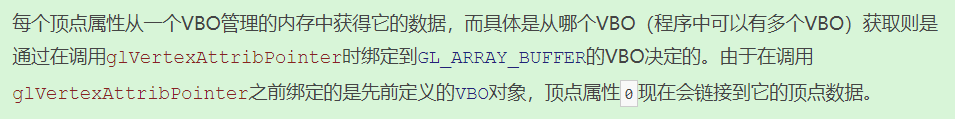 每个顶点属性从一个VBO管理的内存中获得它的数据，而具体是从哪个VBO（程序中可以有多个VBO）获取则是
通过在调用glVertexAttribPointer时绑定到GL_ARRAY_BUFFER的VBO决定的。由于在调用
glVertexAttribPointer之前绑定的是先前定义的VBO对象，顶点属性0现在会链接到它的顶点数据。